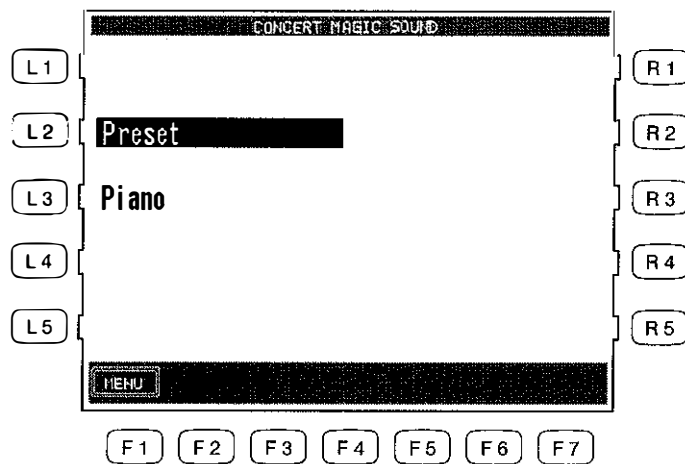 CONCERT MAGIC SOUND
L1 R1
L2 Preset R2
L3 Piano R3
L4 R4
L5 R5
MENU
F1 F2 F3 F4 F5 F6 F7